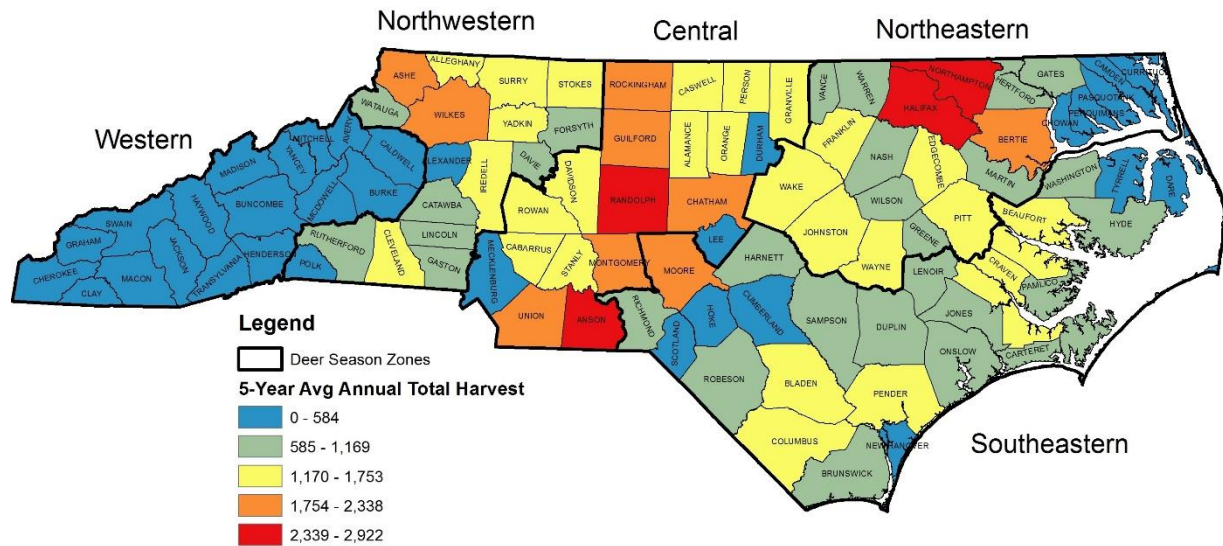 Northwestern
Central
Northeastern
Western
Southeastern
ALLEGHANY
ASHE
SURRY
STOKES
ROCKINGHAM
CASWELL
PERSON
GRANVILLE
VANCE
WARREN
NORTHAMPTON
HERTFORD
GATES
CAMDEN
CURRITUCK
PASQUOTANK
PERQUIMANS
CHOWAN
WATAUGA
WILKES
YADKIN
FORSYTH
GUILFORD
ALAMANCE
ORANGE
DURHAM
FRANKLIN
HALIFAX
BERTIE
MITCHELL
AVERY
YANCEY
MADISON
CALDWELL
ALEXANDER
IREDELL
DAVIE
DAVIDSON
RANDOLPH
CHATHAM
WAKE
NASH
EDGECOMBE
MARTIN
WASHINGTON
TYRRELL
DARE
HAYWOOD
BUNCOMBE
MCDOWELL
BURKE
CATAWBA
ROWAN
LEE
JOHNSTON
WILSON
GREENE
PITT
BEAUFORT
HYDE
SWAIN
GRAHAM
JACKSON
HENDERSON
RUTHERFORD
POLK
CLEVELAND
LINCOLN
GASTON
CABARRUS
STANLY
MONTGOMERY
MOORE
HARNETT
WAYNE
LENOIR
CRAVEN
PAMLICO
CHEROKEE
CLAY
MACON
TRANSYLVANIA
MECKLENBURG
UNION
ANSON
RICHMOND
SCOTLAND
HOKE
CUMBERLAND
SAMPSON
DUPLIN
JONES
ONSLOW
CARTERET
ROBESON
BLADEN
PENDER
COLUMBUS
BRUNSWICK
NEW HANOVER
Legend
Deer Season Zones
5-Year Avg Annual Total Harvest
0 - 584
585 - 1,169
1,170 - 1,753
1,754 - 2,338
2,339 - 2,922